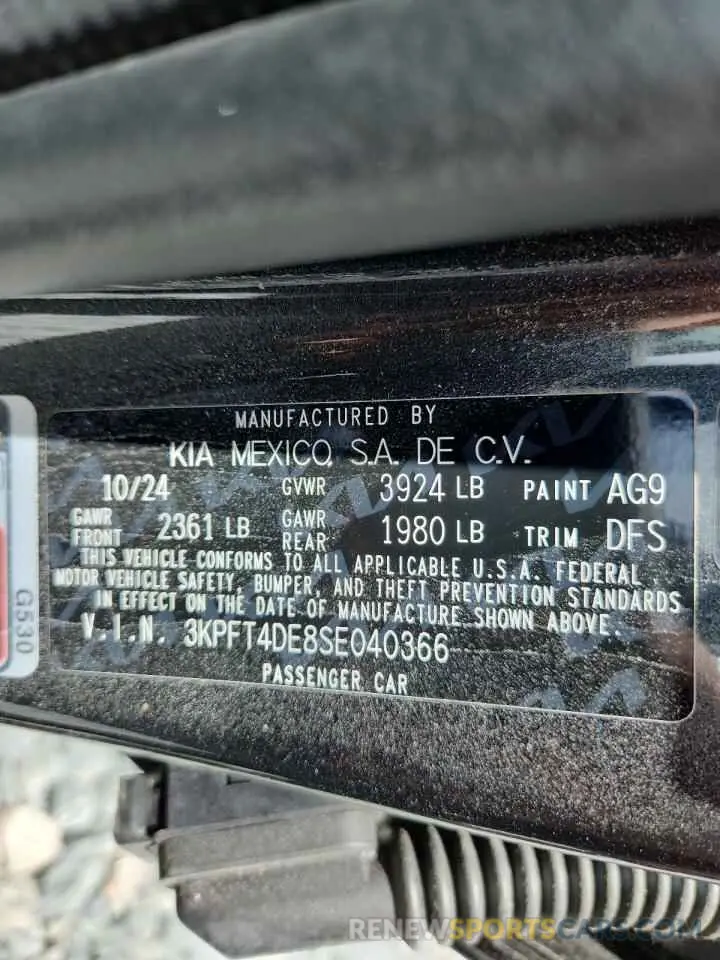 MANUFACTURED BY
KIA MEXICO, S.A. DE C.V.
10/24 GVWR 3924 LB PAINT AG9
GAWR FRONT 2361 LB GAWR REAR 1980 LB TRIM DFS
THIS VEHICLE CONFORMS TO ALL APPLICABLE U.S.A. FEDERAL
MOTOR VEHICLE SAFETY, BUMPER, AND THEFT PREVENTION STANDARDS
IN EFFECT ON THE DATE OF MANUFACTURE SHOWN ABOVE.
V.I.N. 3KPFT4DE8SE040366
PASSENGER CAR
G530
RENEWSPORTSCARS.COM